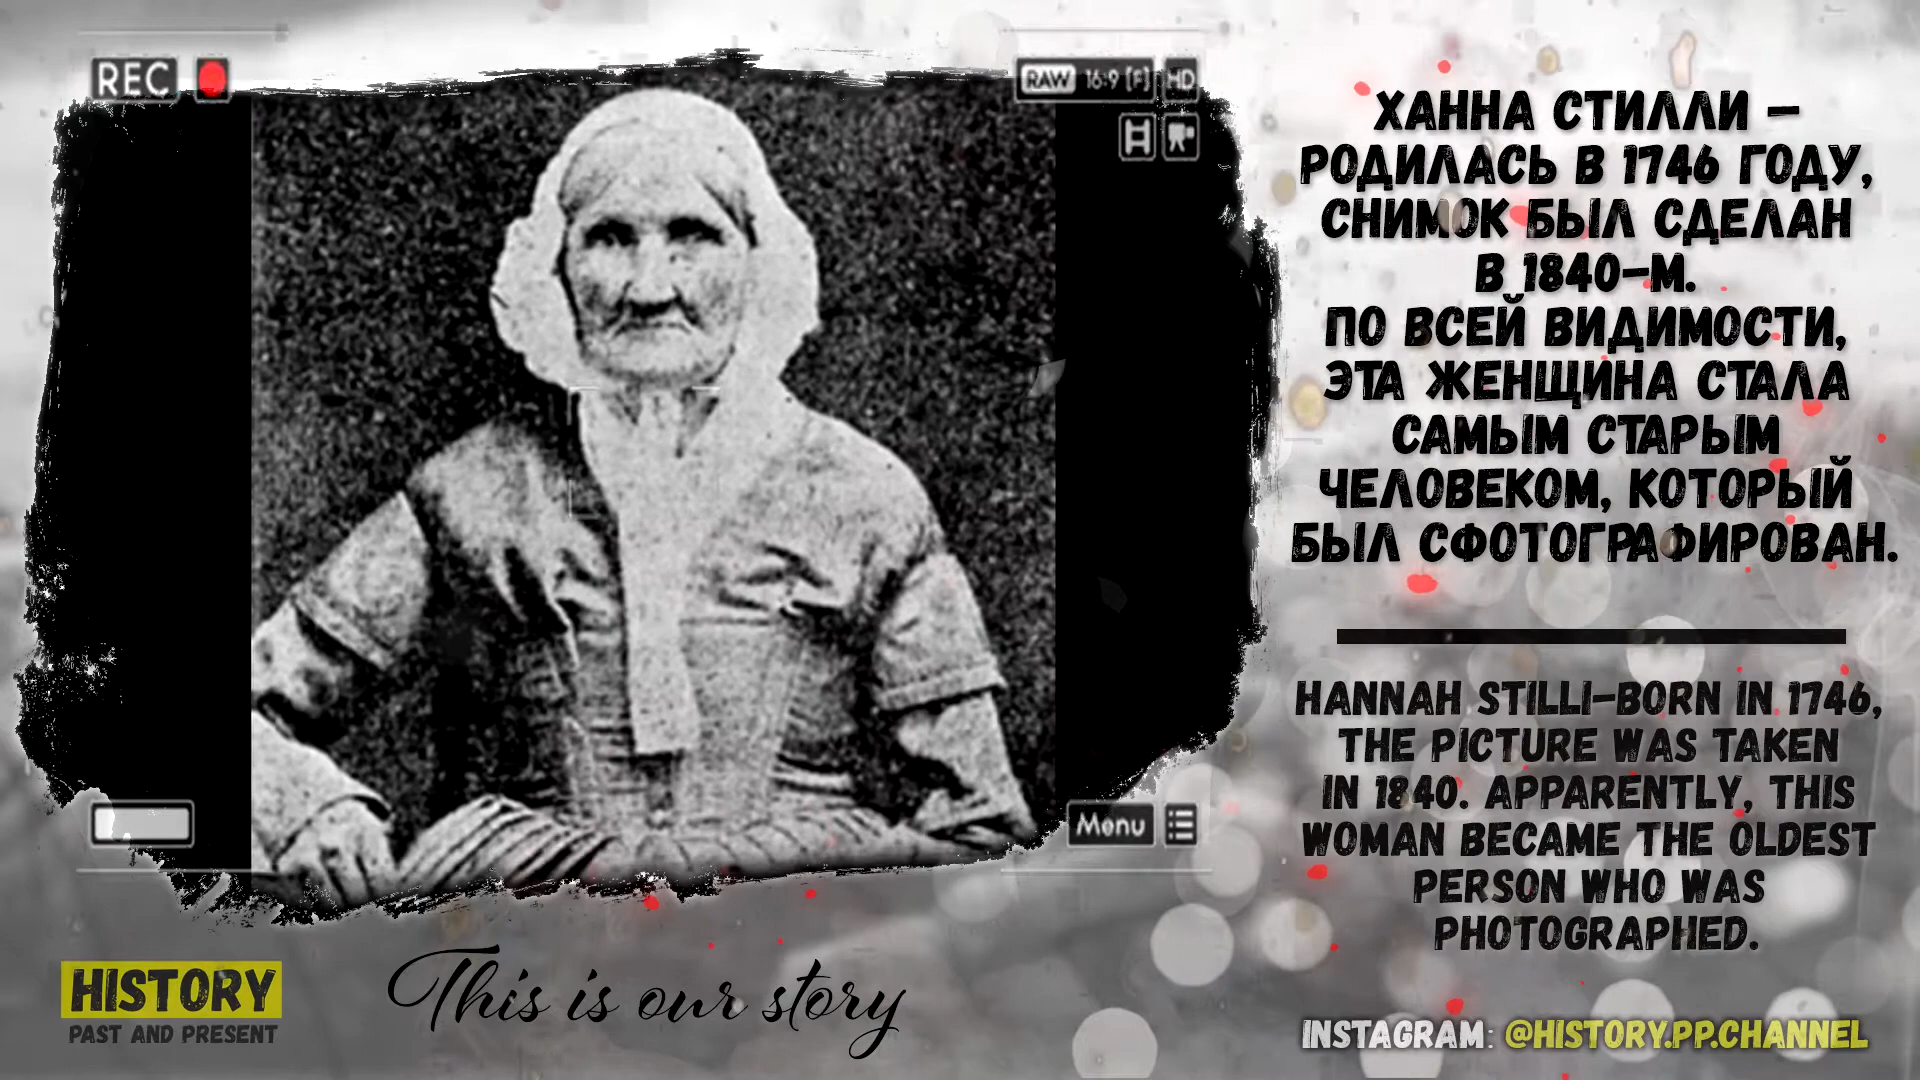 REC
RAW 16:9 [F] HD
ХАННА СТИЛЛИ –
РОДИЛАСЬ В 1746 ГОДУ,
СНИМОК БЫЛ СДЕЛАН
В 1840-М.
ПО ВСЕЙ ВИДИМОСТИ,
ЭТА ЖЕНЩИНА СТАЛА
САМЫМ СТАРЫМ
ЧЕЛОВЕКОМ, КОТОРЫЙ
БЫЛ СФОТОГРАФИРОВАН.
HANNAH STILLI-BORN IN 1746,
THE PICTURE WAS TAKEN
IN 1840. APPARENTLY, THIS
WOMAN BECAME THE OLDEST
PERSON WHO WAS
PHOTOGRAPHED.
Menu
HISTORY
PAST AND PRESENT
This is our story
INSTAGRAM: @HISTORY.PP.CHANNEL